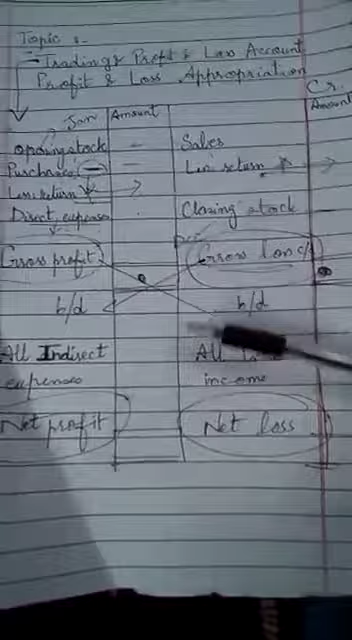 Topic :-
Trading & Profit & Loss Account
Profit & Loss Appropriation
Cr.
Amount Amount
opening stock Sales
Purchases Less return
Less return
Direct expenses Closing stock
Gross profit Gross loss c/d
b/d b/d
All Indirect All
expenses income
Net profit Net loss